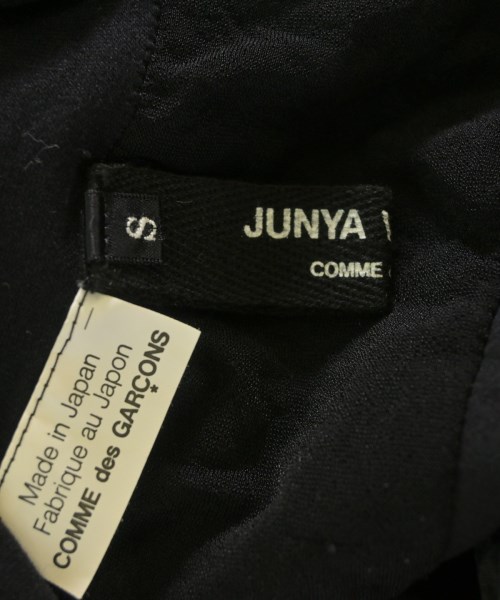 S
JUNYA
COMME
Made in Japan
Fabrique au Japon
COMME des GARÇONS